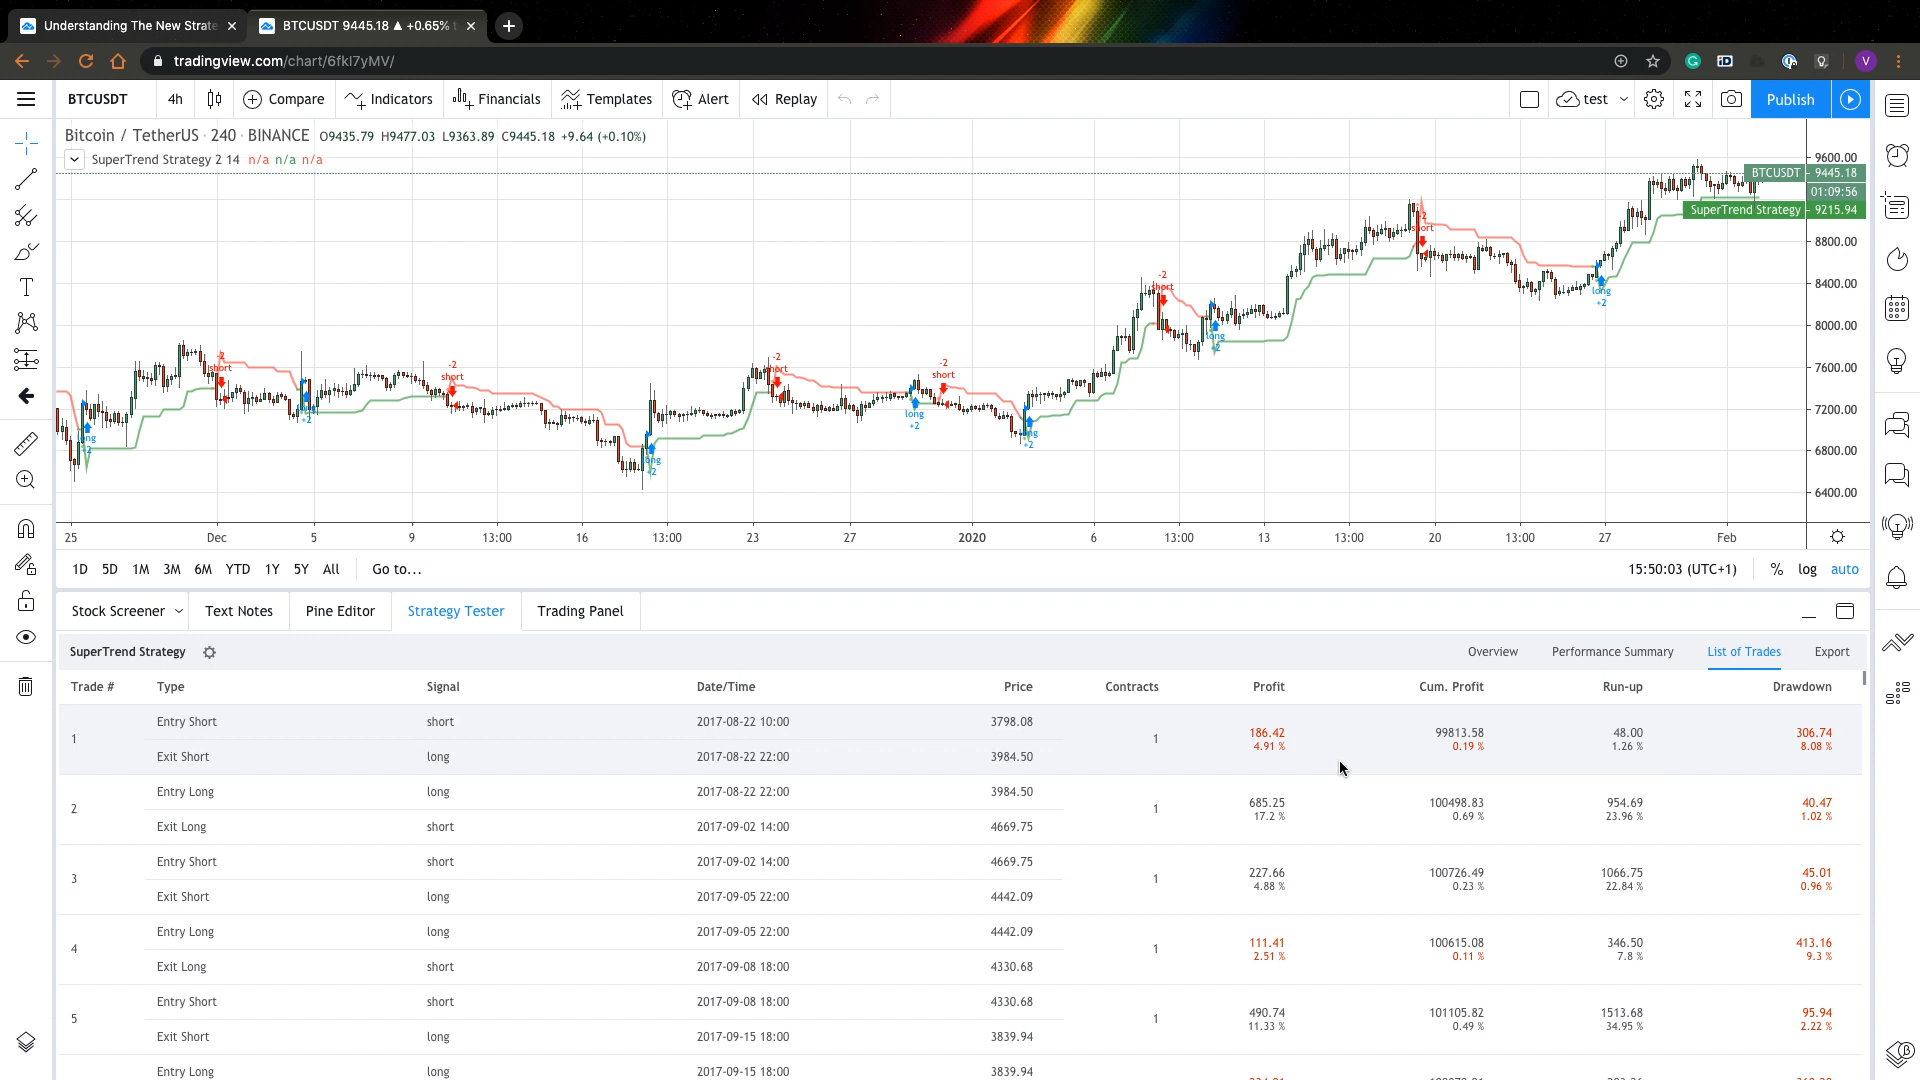 Understanding The New Strate
BTCUSDT 9445.18 ▲ +0.65%
tradingview.com/chart/6fkI7yMV/
BTCUSDT 4h Compare Indicators Financials Templates Alert Replay test Publish
Bitcoin / TetherUS · 240 · BINANCE O9435.79 H9477.03 L9363.89 C9445.18 +9.64 (+0.10%)
SuperTrend Strategy 2 14 n/a n/a n/a
9600.00
BTCUSDT 9445.18
01:09:56
SuperTrend Strategy 9215.94
8800.00
8400.00
8000.00
7600.00
7200.00
6800.00
6400.00
-2
short
long
+2
-2
short
-2
short
long
+2
-2
short
long
+2
-2
short
long
+2
25 Dec 5 9 13:00 16 13:00 23 27 2020 6 13:00 13 13:00 20 13:00 27 Feb
1D 5D 1M 3M 6M YTD 1Y 5Y All Go to... 15:50:03 (UTC+1) % log auto
Stock Screener Text Notes Pine Editor Strategy Tester Trading Panel
SuperTrend Strategy Overview Performance Summary List of Trades Export
Trade # Type Signal Date/Time Price Contracts Profit Cum. Profit Run-up Drawdown
1 Entry Short short 2017-08-22 10:00 3798.08 1 186.42 99813.58 48.00 306.74
4.91 % 0.19 % 1.26 % 8.08 %
Exit Short long 2017-08-22 22:00 3984.50
2 Entry Long long 2017-08-22 22:00 3984.50 1 685.25 100498.83 954.69 40.47
17.2 % 0.69 % 23.96 % 1.02 %
Exit Long short 2017-09-02 14:00 4669.75
3 Entry Short short 2017-09-02 14:00 4669.75 1 227.66 100726.49 1066.75 45.01
4.88 % 0.23 % 22.84 % 0.96 %
Exit Short long 2017-09-05 22:00 4442.09
4 Entry Long long 2017-09-05 22:00 4442.09 1 111.41 100615.08 346.50 413.16
2.51 % 0.11 % 7.8 % 9.3 %
Exit Long short 2017-09-08 18:00 4330.68
5 Entry Short short 2017-09-08 18:00 4330.68 1 490.74 101105.82 1513.68 95.94
11.33 % 0.49 % 34.95 % 2.22 %
Exit Short long 2017-09-15 18:00 3839.94
Entry Long long 2017-09-15 18:00 3839.94